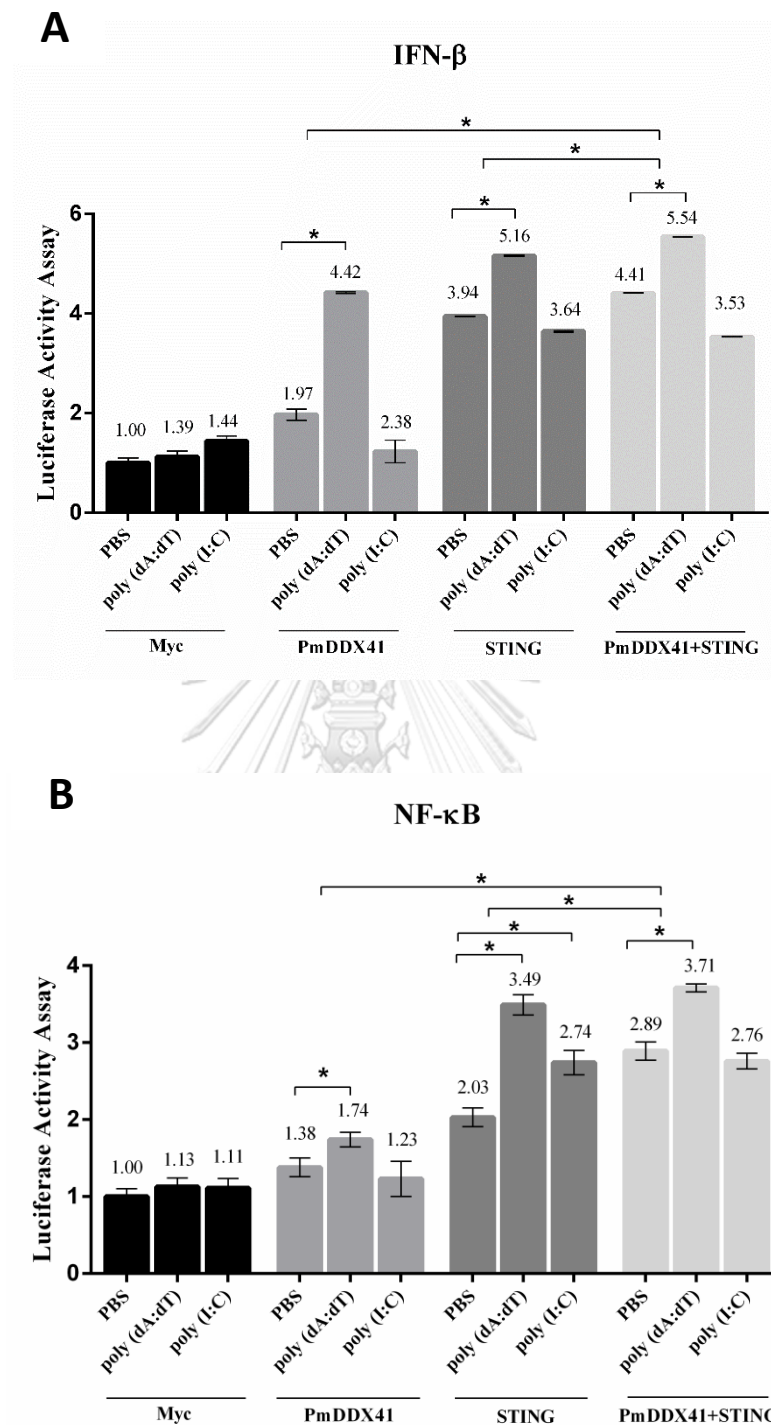 A
IFN-β
*
*
*
*
*
6
4
2
0
Luciferase Activity Assay
1.00
1.39
1.44
1.97
4.42
2.38
3.94
5.16
3.64
4.41
5.54
3.53
PBS
poly (dA:dT)
poly (I:C)
PBS
poly (dA:dT)
poly (I:C)
PBS
poly (dA:dT)
poly (I:C)
PBS
poly (dA:dT)
poly (I:C)
Myc
PmDDX41
STING
PmDDX41+STING
B
NF-κB
*
*
*
*
*
*
4
3
2
1
0
Luciferase Activity Assay
1.00
1.13
1.11
1.38
1.74
1.23
2.03
3.49
2.74
2.89
3.71
2.76
PBS
poly (dA:dT)
poly (I:C)
PBS
poly (dA:dT)
poly (I:C)
PBS
poly (dA:dT)
poly (I:C)
PBS
poly (dA:dT)
poly (I:C)
Myc
PmDDX41
STING
PmDDX41+STING